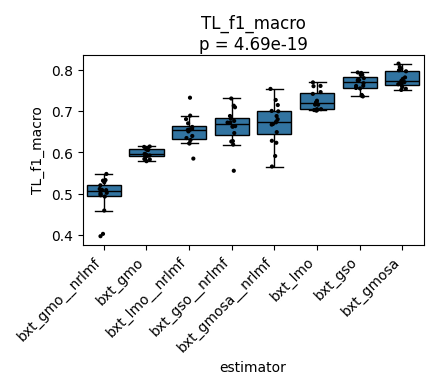 TL_f1_macro
p = 4.69e-19
TL_f1_macro
0.8
0.7
0.6
0.5
0.4
bxt_gmo__nrlmf
bxt_gmo
bxt_lmo__nrlmf
bxt_gso__nrlmf
bxt_gmosa__nrlmf
bxt_lmo
bxt_gso
bxt_gmosa
estimator